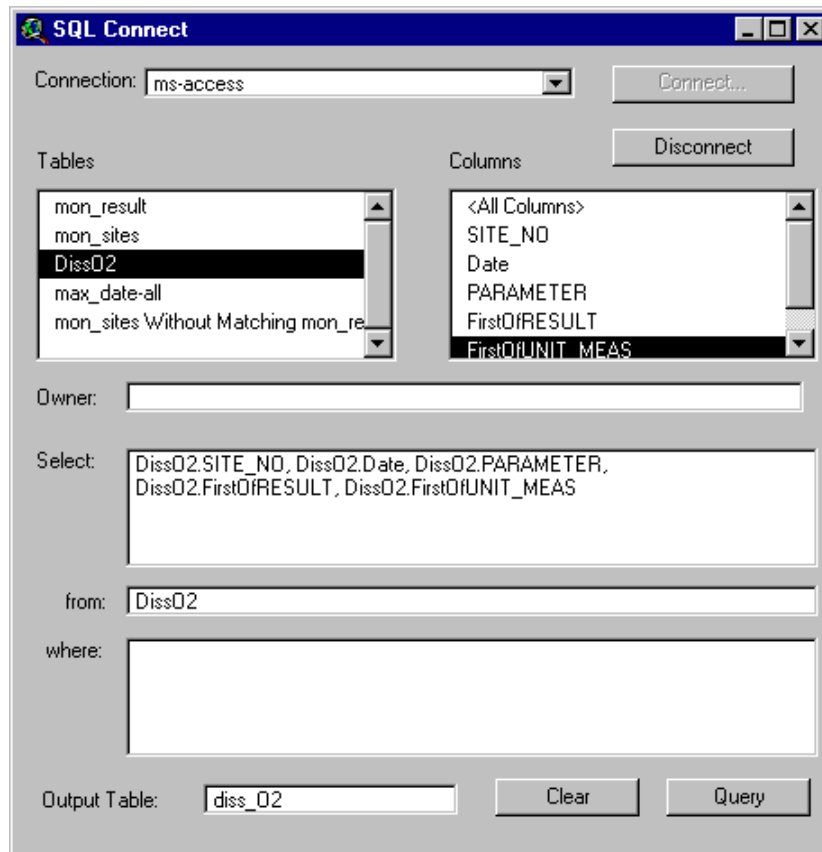 SQL Connect
Connection: ms-access
Connect...
Disconnect
Tables
Columns
mon_result
mon_sites
DissO2
max_date-all
mon_sites Without Matching mon_re
<All Columns>
SITE_NO
Date
PARAMETER
FirstOfRESULT
FirstOfUNIT_MEAS
Owner:
Select: DissO2.SITE_NO, DissO2.Date, DissO2.PARAMETER,
DissO2.FirstOfRESULT, DissO2.FirstOfUNIT_MEAS
from: DissO2
where:
Output Table: diss_O2
Clear
Query